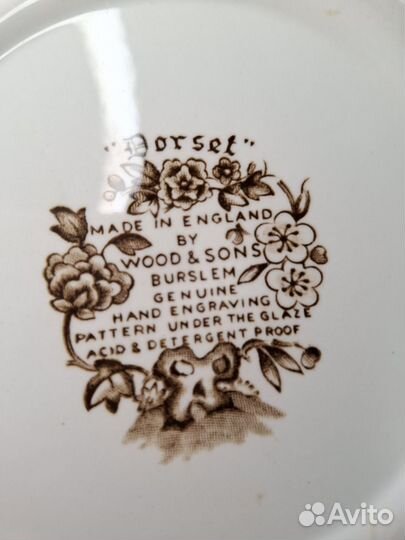 "Dorset"
MADE IN ENGLAND
BY
WOOD & SONS
BURSLEM
GENUINE
HAND ENGRAVING
PATTERN UNDER THE GLAZE
ACID & DETERGENT PROOF
Avito